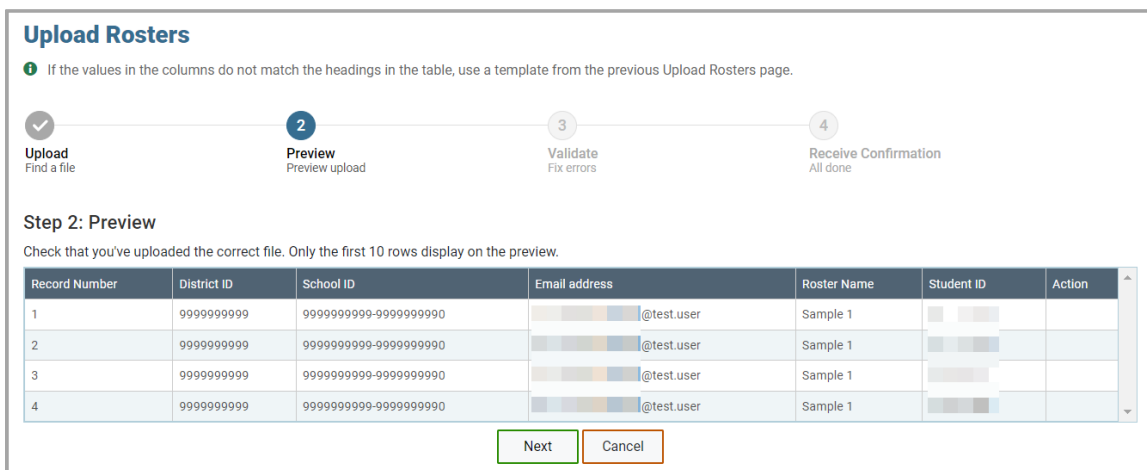 Upload Rosters
If the values in the columns do not match the headings in the table, use a template from the previous Upload Rosters page.
2 3 4
Upload Preview Validate Receive Confirmation
Find a file Preview upload Fix errors All done
Step 2: Preview
Check that you've uploaded the correct file. Only the first 10 rows display on the preview.
Record Number District ID School ID Email address Roster Name Student ID Action
1 9999999999 9999999999-9999999990 @test.user Sample 1
2 9999999999 9999999999-9999999990 @test.user Sample 1
3 9999999999 9999999999-9999999990 @test.user Sample 1
4 9999999999 9999999999-9999999990 @test.user Sample 1
Next Cancel